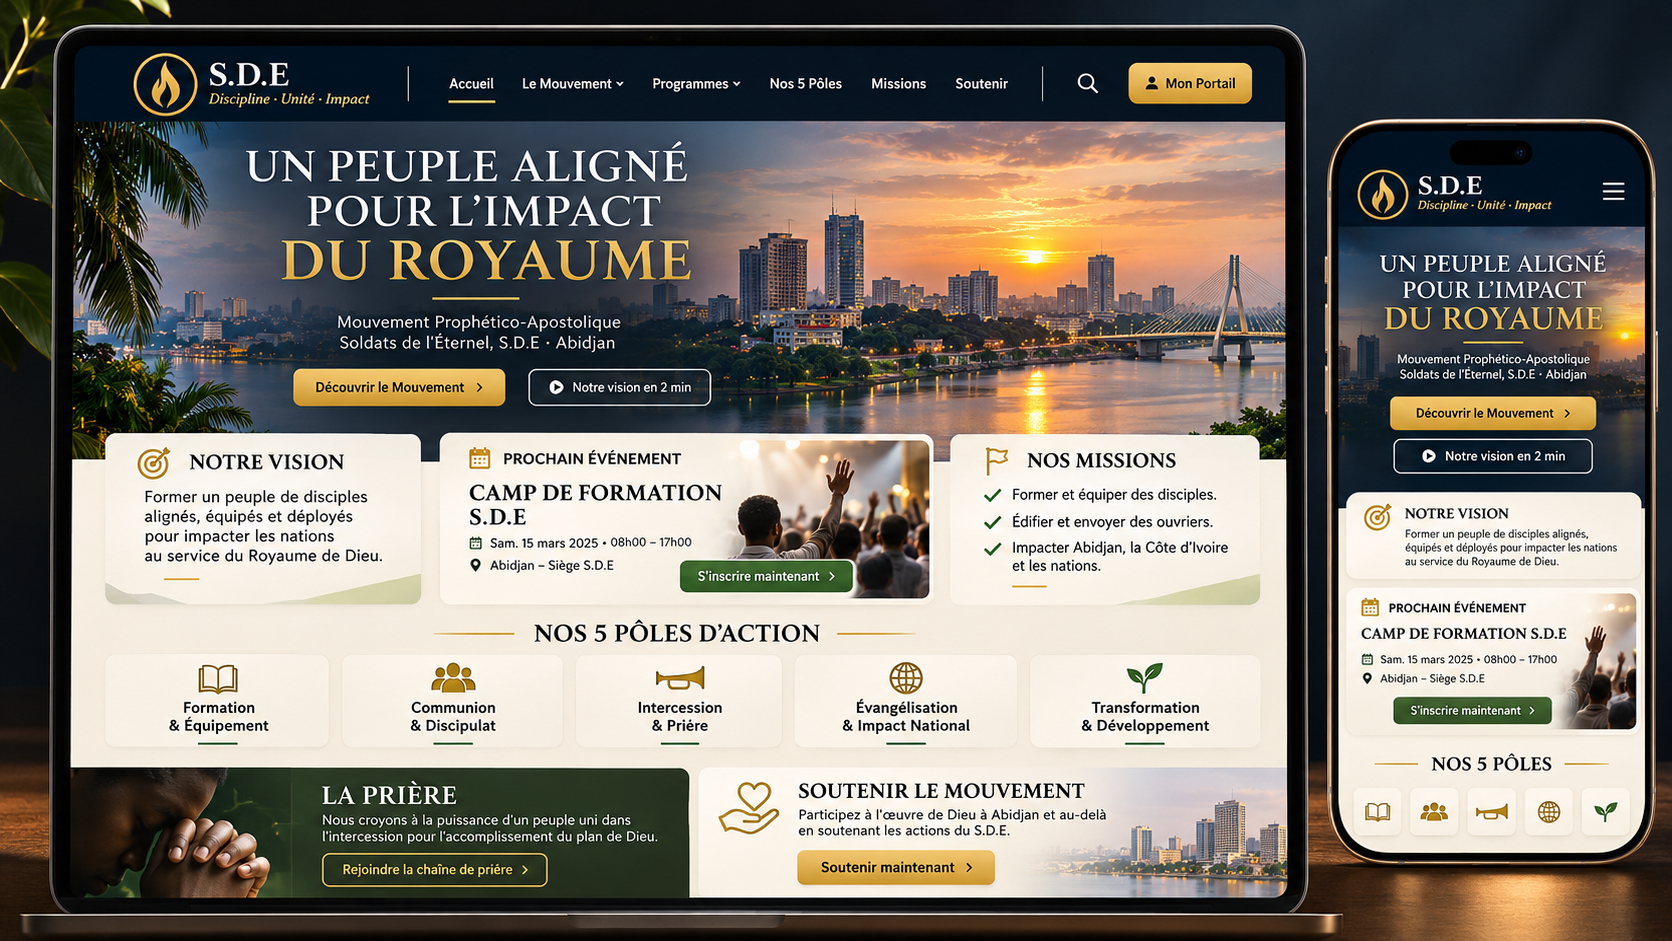 S.D.E
Discipline · Unité · Impact
Accueil
Le Mouvement
Programmes
Nos 5 Pôles
Missions
Soutenir
Mon Portail
UN PEUPLE ALIGNÉ
POUR L'IMPACT
DU ROYAUME
Mouvement Prophético-Apostolique
Soldats de l'Éternel, S.D.E · Abidjan
Découvrir le Mouvement
Notre vision en 2 min
NOTRE VISION
Former un peuple de disciples
alignés, équipés et déployés
pour impacter les nations
au service du Royaume de Dieu.
PROCHAIN ÉVÉNEMENT
CAMP DE FORMATION
S.D.E
Sam. 15 mars 2025 • 08h00 – 17h00
Abidjan – Siège S.D.E
S'inscrire maintenant
NOS MISSIONS
Former et équiper des disciples.
Édifier et envoyer des ouvriers.
Impacter Abidjan, la Côte d'Ivoire
et les nations.
NOS 5 PÔLES D'ACTION
Formation
& Équipement
Communion
& Discipulat
Intercession
& Prière
Évangélisation
& Impact National
Transformation
& Développement
LA PRIÈRE
Nous croyons à la puissance d'un peuple uni dans
l'intercession pour l'accomplissement du plan de Dieu.
Rejoindre la chaîne de prière
SOUTENIR LE MOUVEMENT
Participez à l'œuvre de Dieu à Abidjan et au-delà
en soutenant les actions du S.D.E.
Soutenir maintenant
S.D.E
Discipline · Unité · Impact
UN PEUPLE ALIGNÉ
POUR L'IMPACT
DU ROYAUME
Mouvement Prophético-Apostolique
Soldats de l'Éternel, S.D.E · Abidjan
Découvrir le Mouvement
Notre vision en 2 min
NOTRE VISION
Former un peuple de disciples alignés,
équipés et déployés pour impacter les nations
au service du Royaume de Dieu.
PROCHAIN ÉVÉNEMENT
CAMP DE FORMATION S.D.E
Sam. 15 mars 2025 • 08h00 – 17h00
Abidjan – Siège S.D.E
S'inscrire maintenant
NOS 5 PÔLES